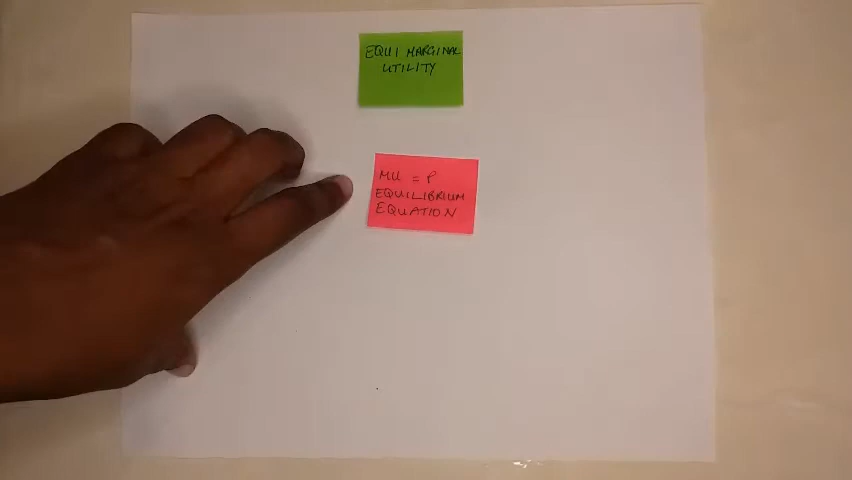 EQUI MARGINAL
UTILITY
MU = P
EQUILIBRIUM
EQUATION